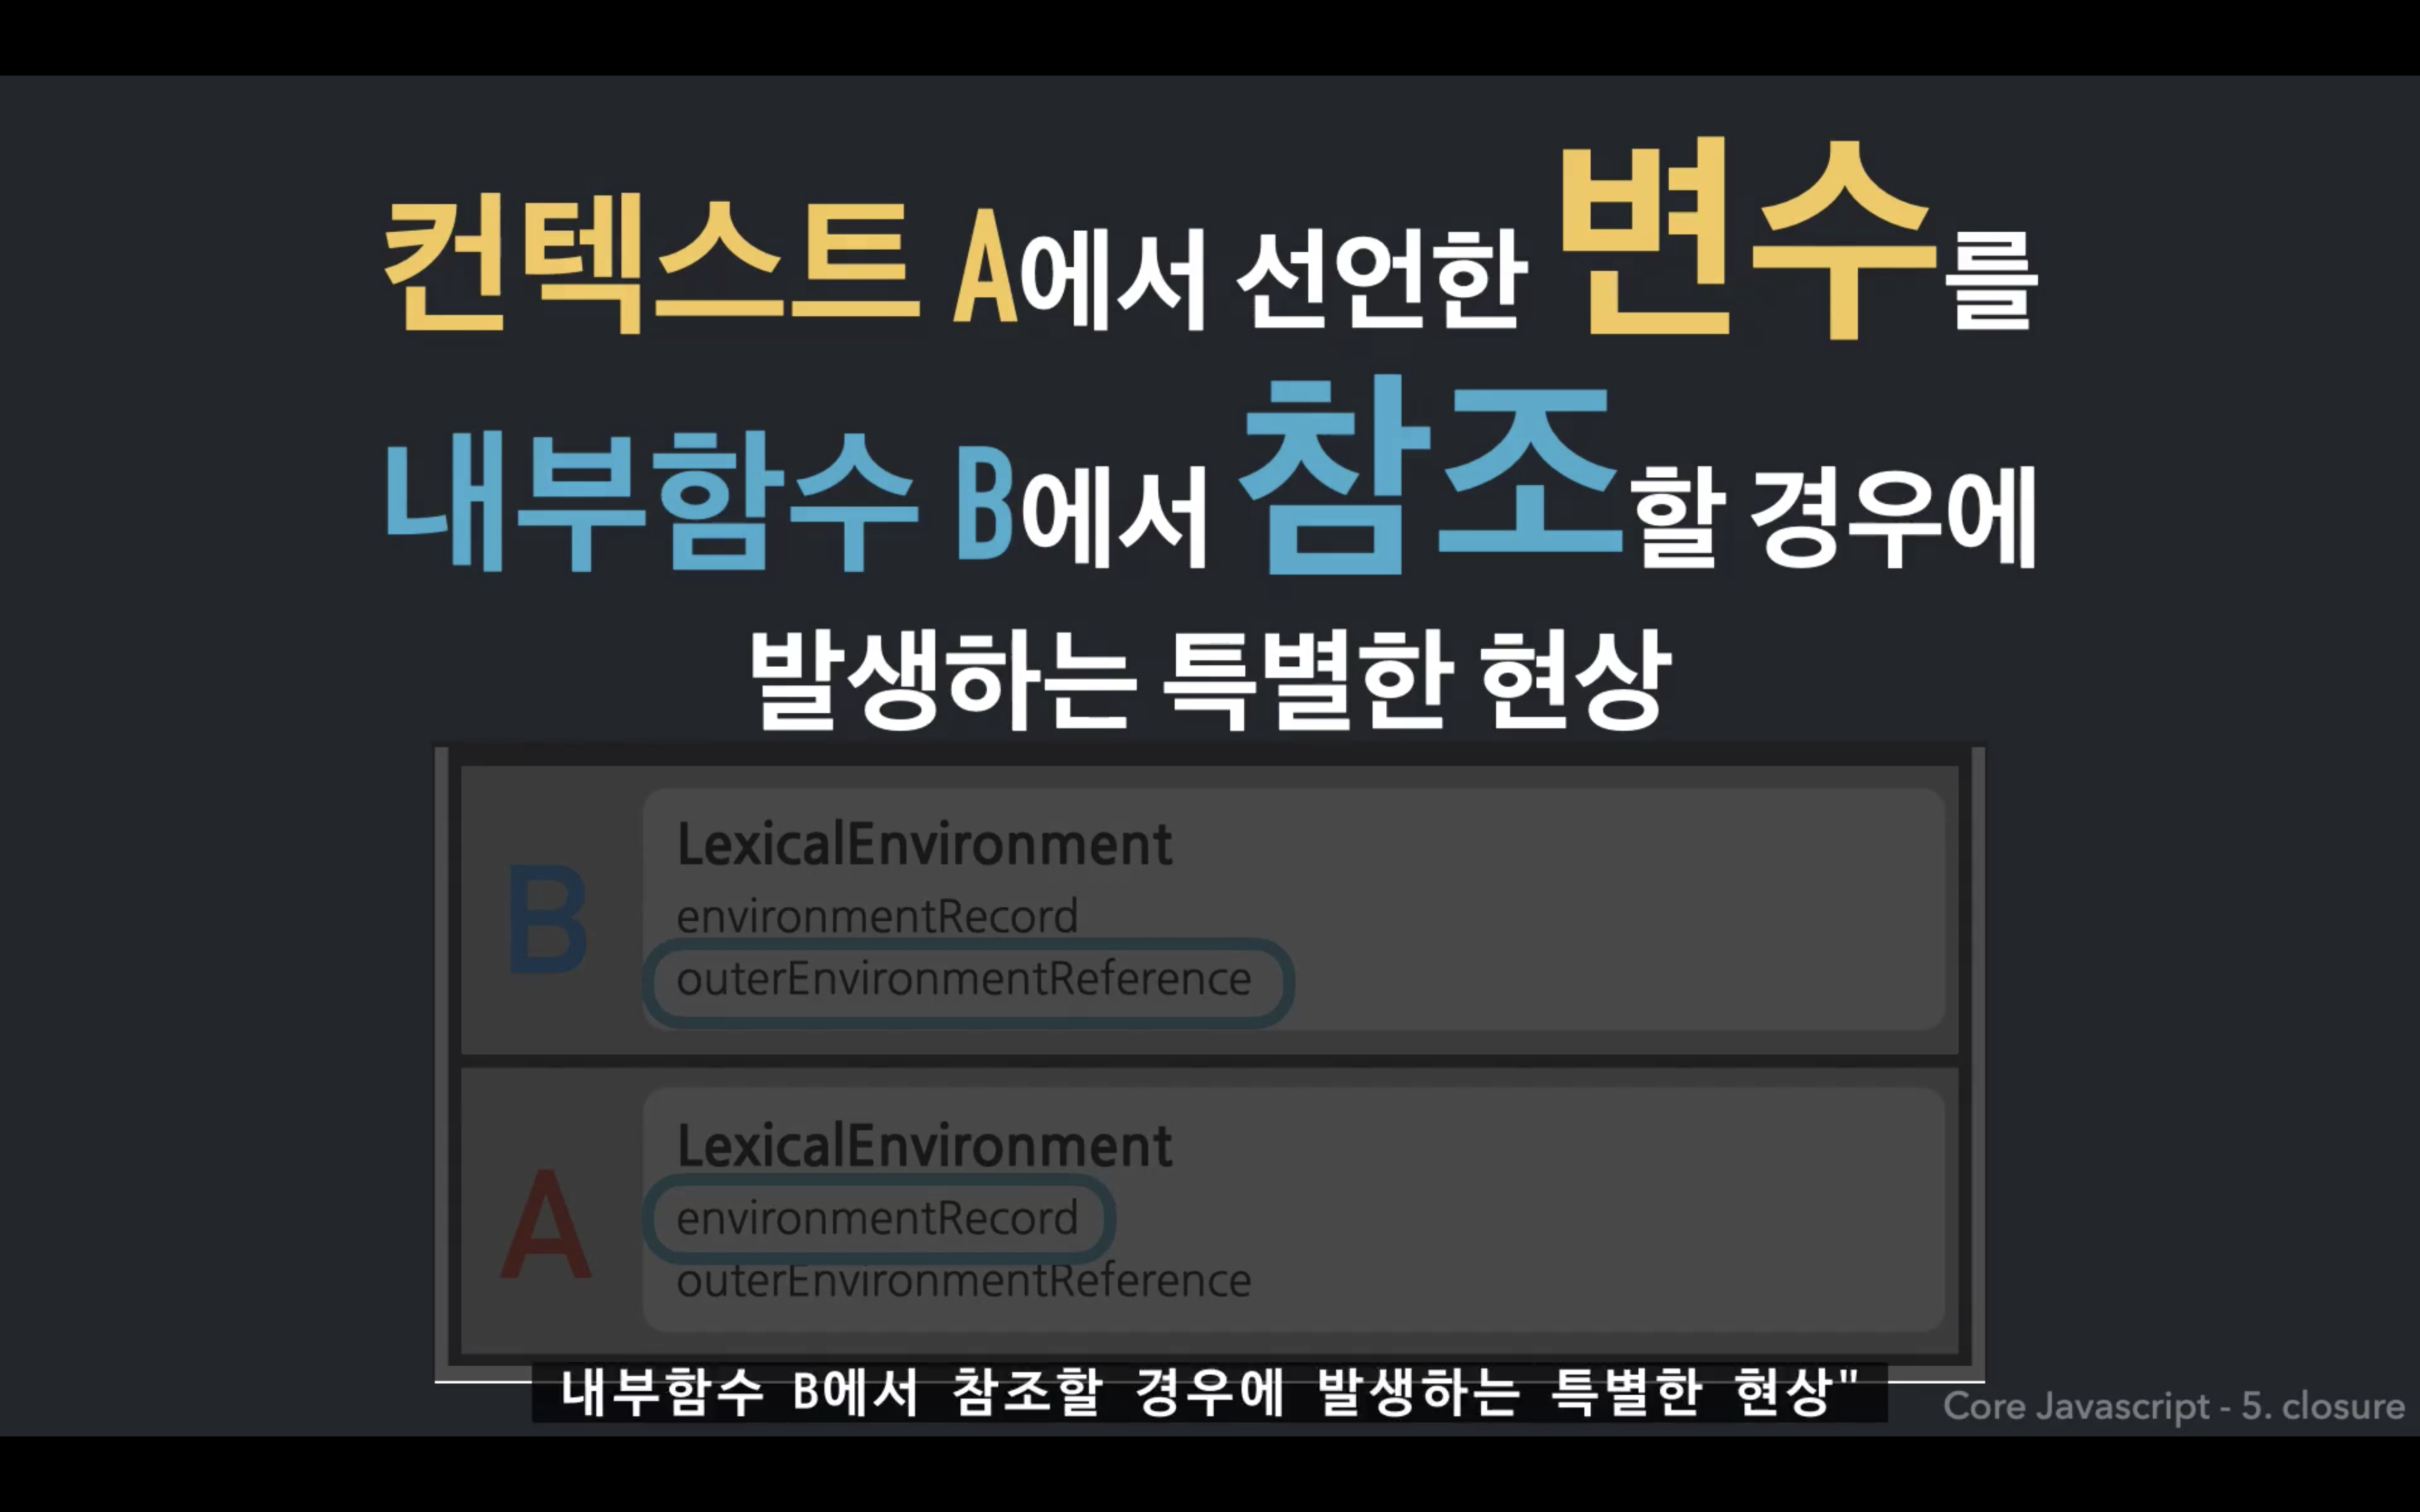 컨텍스트 A에서 선언한 변수를
내부함수 B에서 참조할 경우에
발생하는 특별한 현상
B
LexicalEnvironment
environmentRecord
outerEnvironmentReference
A
LexicalEnvironment
environmentRecord
outerEnvironmentReference
내부함수 B에서 참조할 경우에 발생하는 특별한 현상"
Core Javascript - 5. closure